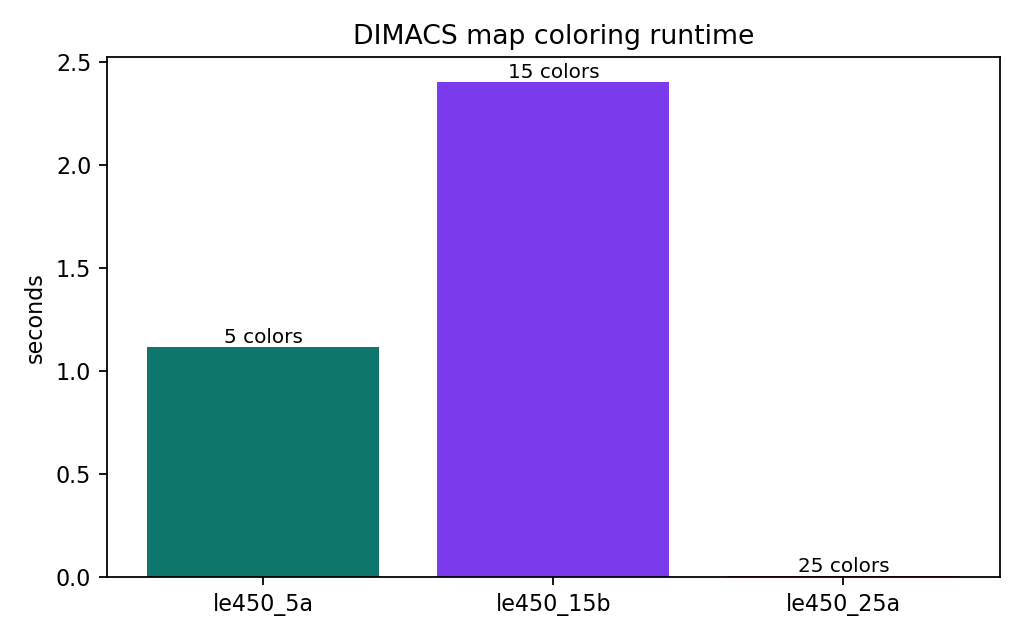 DIMACS map coloring runtime
2.5
2.0
1.5
1.0
0.5
0.0
seconds
5 colors
15 colors
25 colors
le450_5a
le450_15b
le450_25a